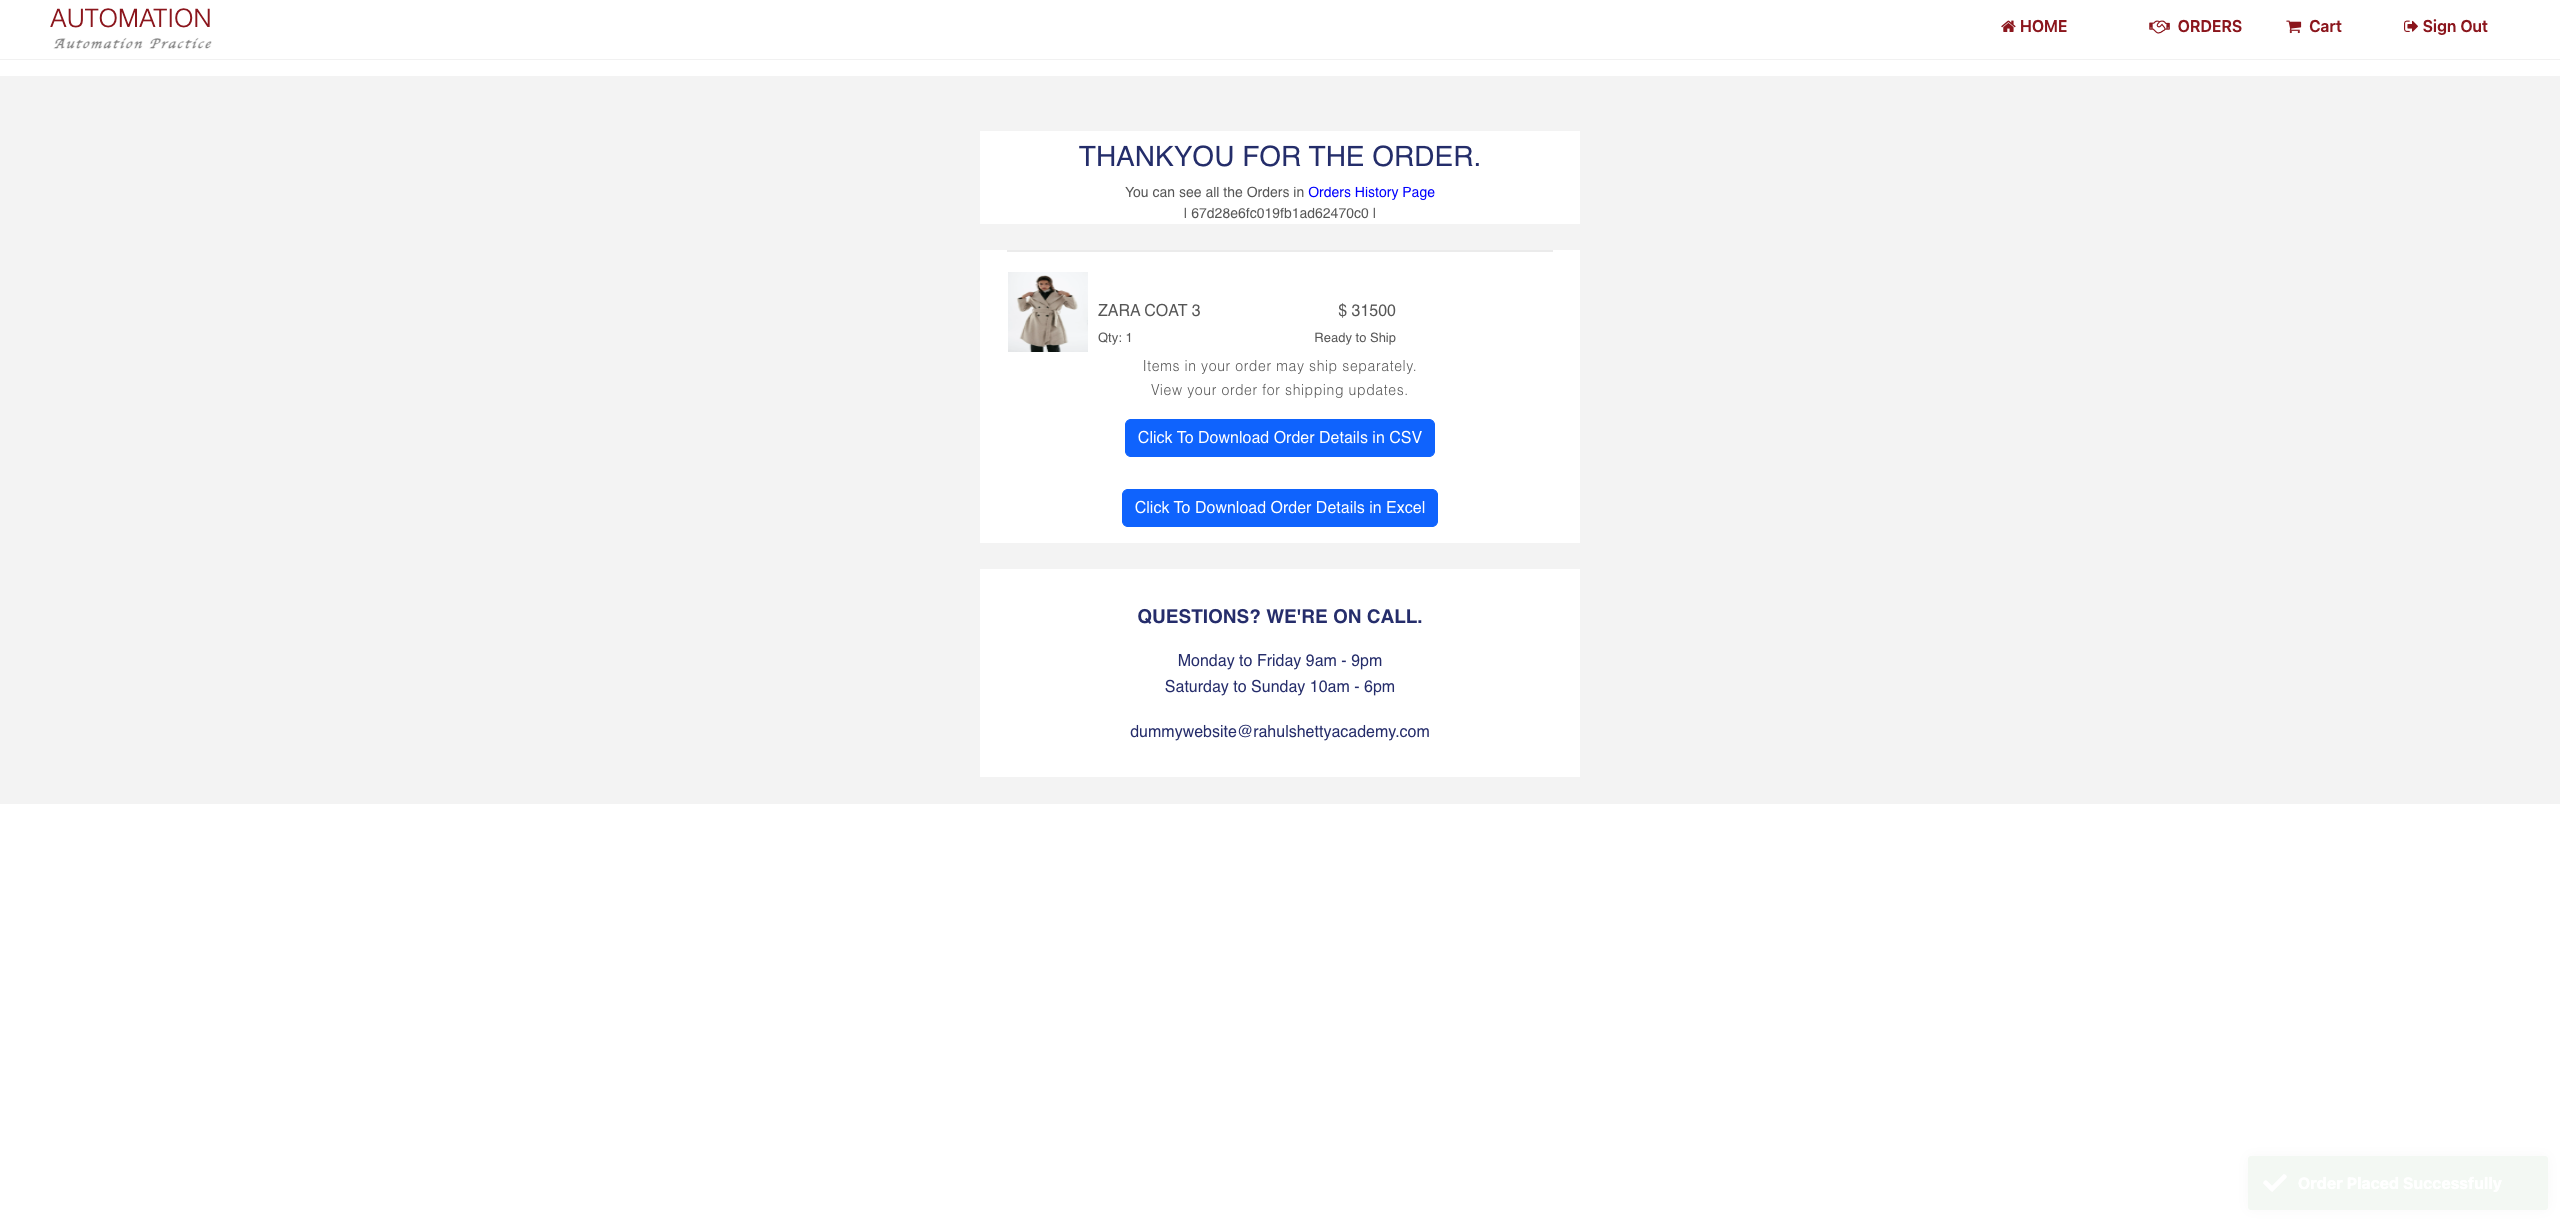 AUTOMATION
Automation Practice
HOME
ORDERS
Cart
Sign Out
THANKYOU FOR THE ORDER.
You can see all the Orders in Orders History Page
| 67d28e6fc019fb1ad62470c0 |
ZARA COAT 3
$ 31500
Qty: 1
Ready to Ship
Items in your order may ship separately.
View your order for shipping updates.
Click To Download Order Details in CSV
Click To Download Order Details in Excel
QUESTIONS? WE'RE ON CALL.
Monday to Friday 9am - 9pm
Saturday to Sunday 10am - 6pm
dummywebsite@rahulshettyacademy.com
Order Placed Successfully